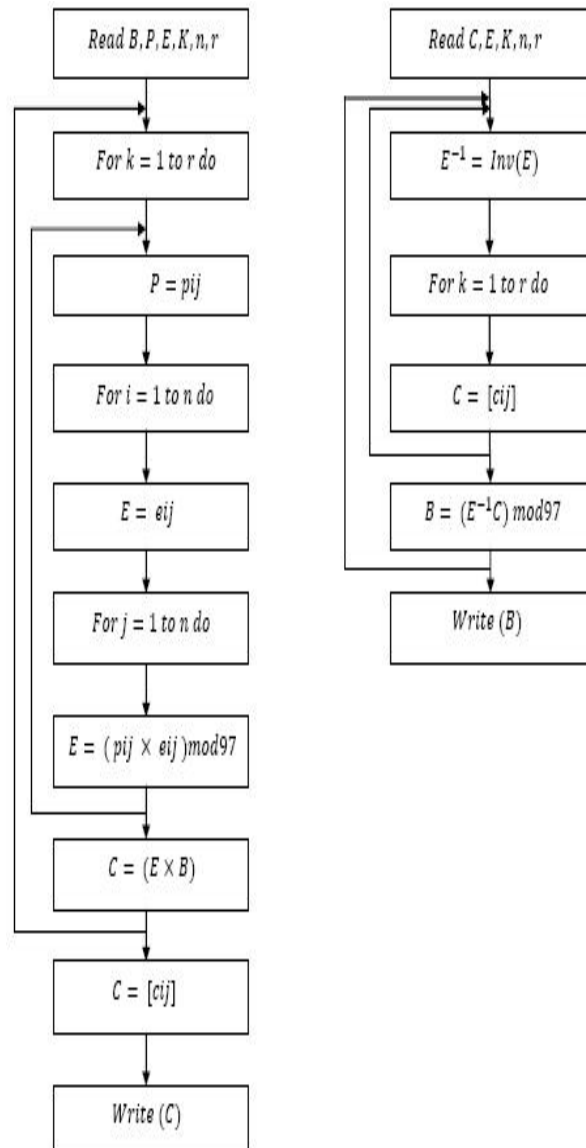 Read B, P, E, K, n, r
For k = 1 to r do
P = pij
For i = 1 to n do
E = eij
For j = 1 to n do
E = ( pij × eij )mod97
C = (E × B)
C = [cij]
Write (C)
Read C, E, K, n, r
E⁻¹ = Inv(E)
For k = 1 to r do
C = [cij]
B = (E⁻¹C) mod97
Write (B)